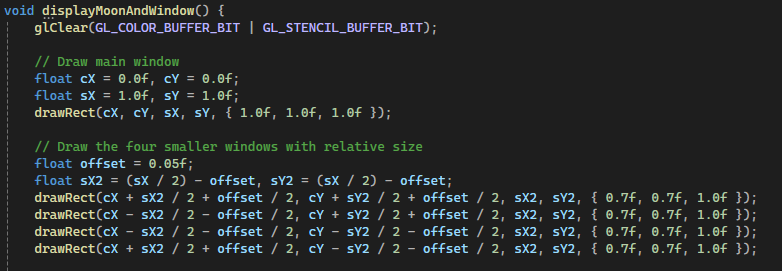 void displayMoonAndWindow() {
    glClear(GL_COLOR_BUFFER_BIT | GL_STENCIL_BUFFER_BIT);

    // Draw main window
    float cX = 0.0f, cY = 0.0f;
    float sX = 1.0f, sY = 1.0f;
    drawRect(cX, cY, sX, sY, { 1.0f, 1.0f, 1.0f });

    // Draw the four smaller windows with relative size
    float offset = 0.05f;
    float sX2 = (sX / 2) - offset, sY2 = (sX / 2) - offset;
    drawRect(cX + sX2 / 2 + offset / 2, cY + sY2 / 2 + offset / 2, sX2, sY2, { 0.7f, 0.7f, 1.0f });
    drawRect(cX - sX2 / 2 - offset / 2, cY + sY2 / 2 + offset / 2, sX2, sY2, { 0.7f, 0.7f, 1.0f });
    drawRect(cX - sX2 / 2 - offset / 2, cY - sY2 / 2 - offset / 2, sX2, sY2, { 0.7f, 0.7f, 1.0f });
    drawRect(cX + sX2 / 2 + offset / 2, cY - sY2 / 2 - offset / 2, sX2, sY2, { 0.7f, 0.7f, 1.0f });